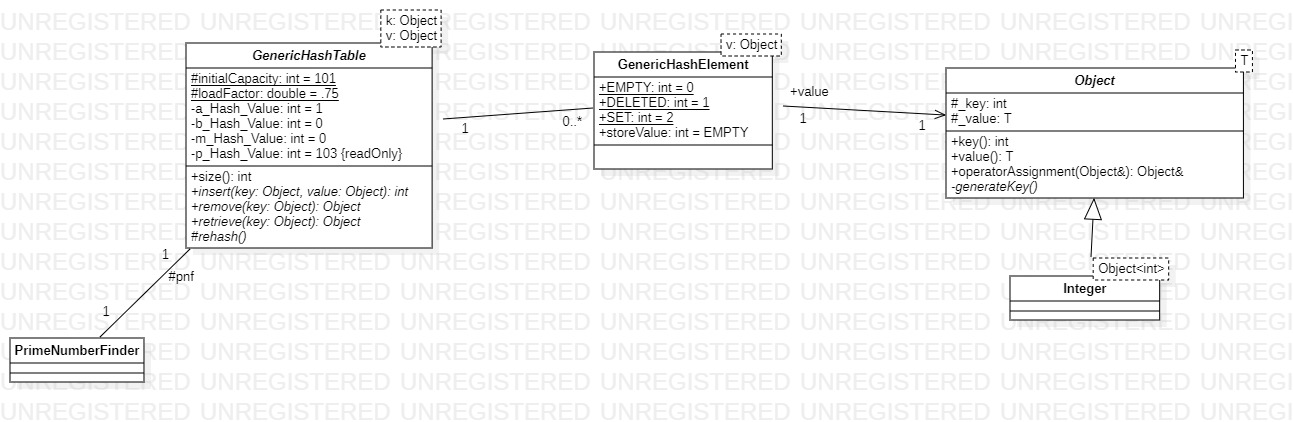 k: Object
v: Object
GenericHashTable
#initialCapacity: int = 101
#loadFactor: double = .75
-a_Hash_Value: int = 1
-b_Hash_Value: int = 0
-m_Hash_Value: int = 0
-p_Hash_Value: int = 103 {readOnly}
+size(): int
+insert(key: Object, value: Object): int
+remove(key: Object): Object
+retrieve(key: Object): Object
#rehash()
1
0..*
v: Object
GenericHashElement
+EMPTY: int = 0
+DELETED: int = 1
+SET: int = 2
+storeValue: int = EMPTY
+value
1
1
T
Object
#_key: int
#_value: T
+key(): int
+value(): T
+operatorAssignment(Object&): Object&
-generateKey()
Object<int>
Integer
1
#pnf
1
PrimeNumberFinder
UNREGISTERED UNREGISTERED UNREGISTERED UNREGISTERED UNREGISTERED UNREGISTERED UNREGI